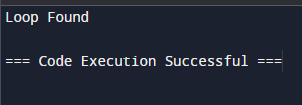 Loop Found
=== Code Execution Successful ===